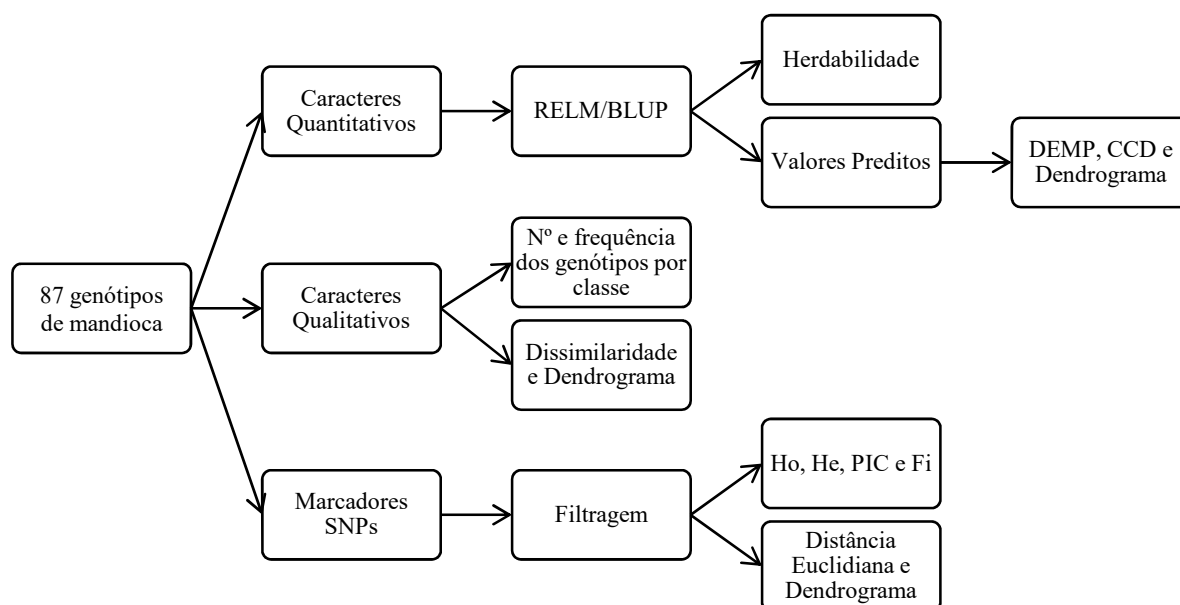 87 genótipos
de mandioca
Caracteres
Quantitativos
RELM/BLUP
Herdabilidade
Valores Preditos
DEMP, CCD e
Dendrograma
Caracteres
Qualitativos
Nº e frequência
dos genótipos por
classe
Dissimilaridade
e Dendrograma
Marcadores
SNPs
Filtragem
Ho, He, PIC e Fi
Distância
Euclidiana e
Dendrograma